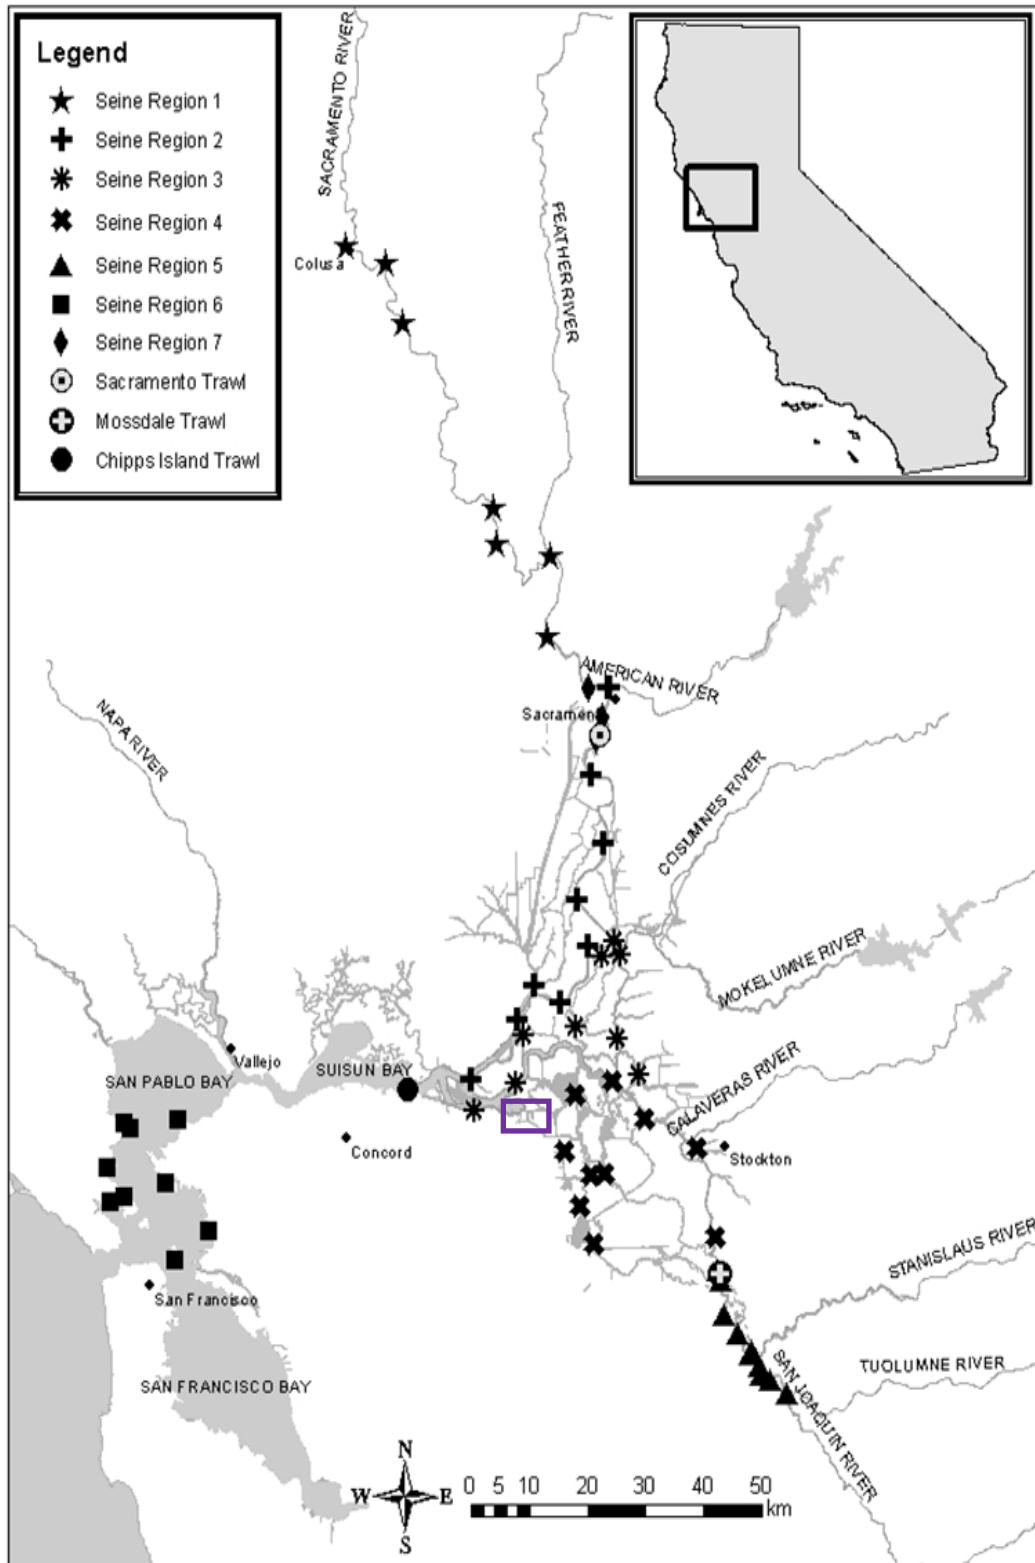 Legend
Seine Region 1
Seine Region 2
Seine Region 3
Seine Region 4
Seine Region 5
Seine Region 6
Seine Region 7
Sacramento Trawl
Mossdale Trawl
Chipps Island Trawl
SACRAMENTO RIVER
FEATHER RIVER
Colusa
AMERICAN RIVER
Sacramen
NAPA RIVER
COSUMNES RIVER
MOKELUMNE RIVER
Vallejo
SAN PABLO BAY
SUISUN BAY
CALAVERAS RIVER
Concord
Stockton
STANISLAUS RIVER
San Francisco
SAN FRANCISCO BAY
TUOLUMNE RIVER
SAN JOAQUIN RIVER
N
W E
S
0 5 10 20 30 40 50
km